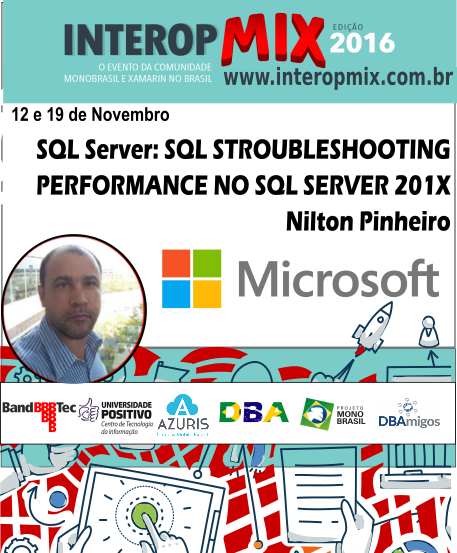 INTEROP MIX EDIÇÃO 2016
O EVENTO DA COMUNIDADE
MONOBRASIL E XAMARIN NO BRASIL
www.interopmix.com.br
12 e 19 de Novembro
SQL Server: SQL STROUBLESHOOTING
PERFORMANCE NO SQL SERVER 201X
Nilton Pinheiro
Microsoft
BandTec
UNIVERSIDADE
POSITIVO
Centro de Tecnologia
da Informação
AZURIS
DBA
PROJETO
MONO
BRASIL
DBAmigos